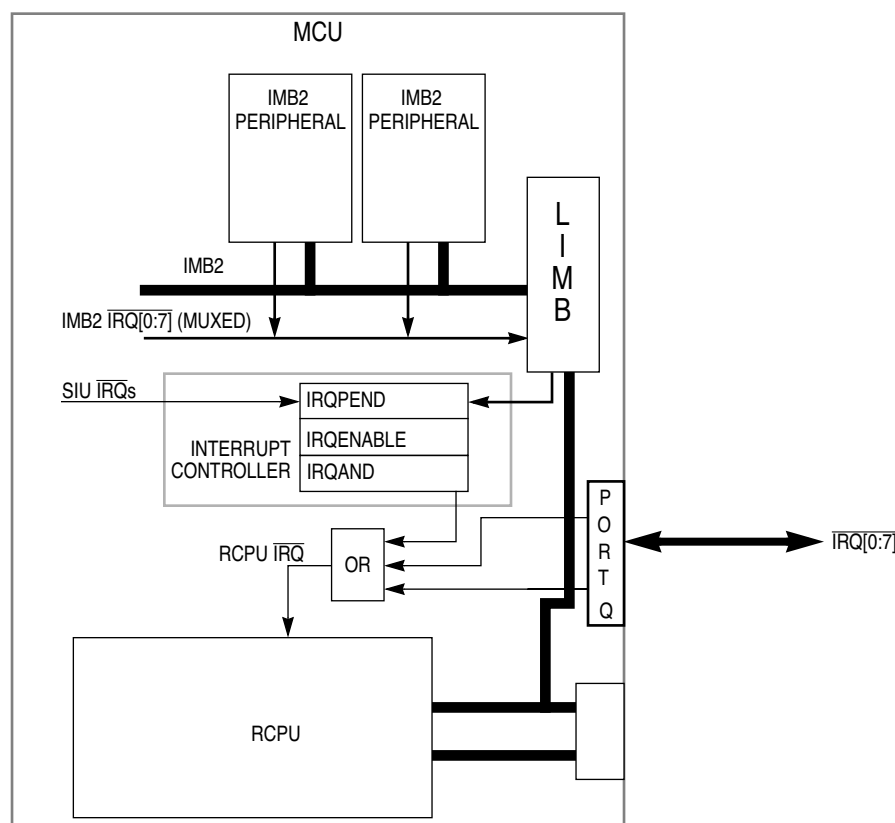 MCU
IMB2
PERIPHERAL
IMB2
PERIPHERAL
L
I
M
B
IMB2
IMB2 IRQ[0:7] (MUXED)
SIU IRQs
IRQPEND
IRQENABLE
IRQAND
INTERRUPT
CONTROLLER
P
O
R
T
Q
IRQ[0:7]
RCPU IRQ
OR
RCPU